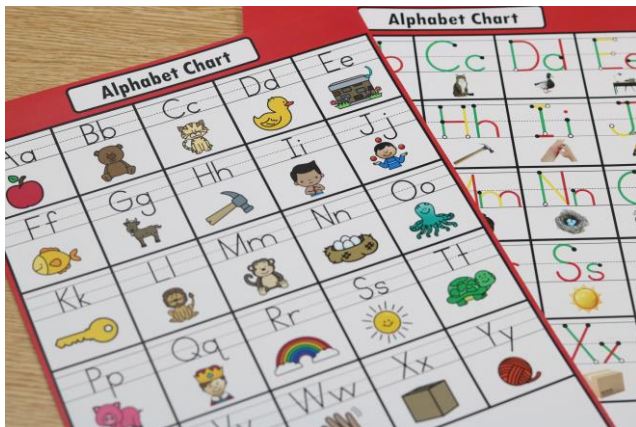 Alphabet Chart
Aa Bb Cc Dd Ee
Ff Gg Hh Ii Jj
Kk Ll Mm Nn Oo
Pp Qq Rr Ss Tt
Ww Xx Yy
Alphabet Chart
Cc Dd Ee
Hh Ii
Nn
Ss
Xx